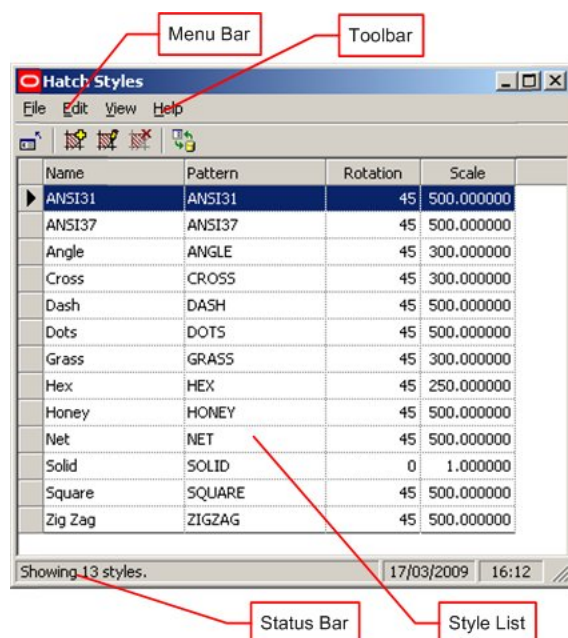 Menu Bar Toolbar
Hatch Styles
File Edit View Help
Name Pattern Rotation Scale
ANSI31 ANSI31 45 500.000000
ANSI37 ANSI37 45 500.000000
Angle ANGLE 45 300.000000
Cross CROSS 45 300.000000
Dash DASH 45 500.000000
Dots DOTS 45 500.000000
Grass GRASS 45 300.000000
Hex HEX 45 250.000000
Honey HONEY 45 500.000000
Net NET 45 500.000000
Solid SOLID 0 1.000000
Square SQUARE 45 500.000000
Zig Zag ZIGZAG 45 500.000000
Showing 13 styles. 17/03/2009 16:12
Status Bar Style List